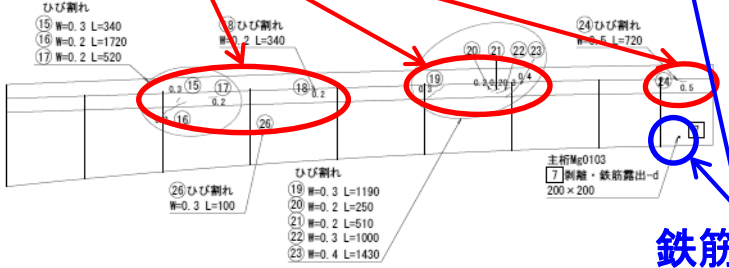 ひび割れ
⑮ W=0.3 L=340
⑯ W=0.2 L=1720
⑰ W=0.2 L=520
⑱ひび割れ
W=0.2 L=340
㉔ひび割れ
W=0.5 L=720
⑳ ㉑ ㉒ ㉓
⑲
0.3
0.2
0.4
0.3 ⑮ ⑰
0.2
⑯
⑱ 0.2
㉖
㉔ 0.5
7
㉖ひび割れ
W=0.3 L=100
ひび割れ
⑲ W=0.3 L=1190
⑳ W=0.2 L=250
㉑ W=0.2 L=510
㉒ W=0.3 L=1000
㉓ W=0.4 L=1430
主桁Mg0103
7 剥離・鉄筋露出-d
200×200
鉄筋